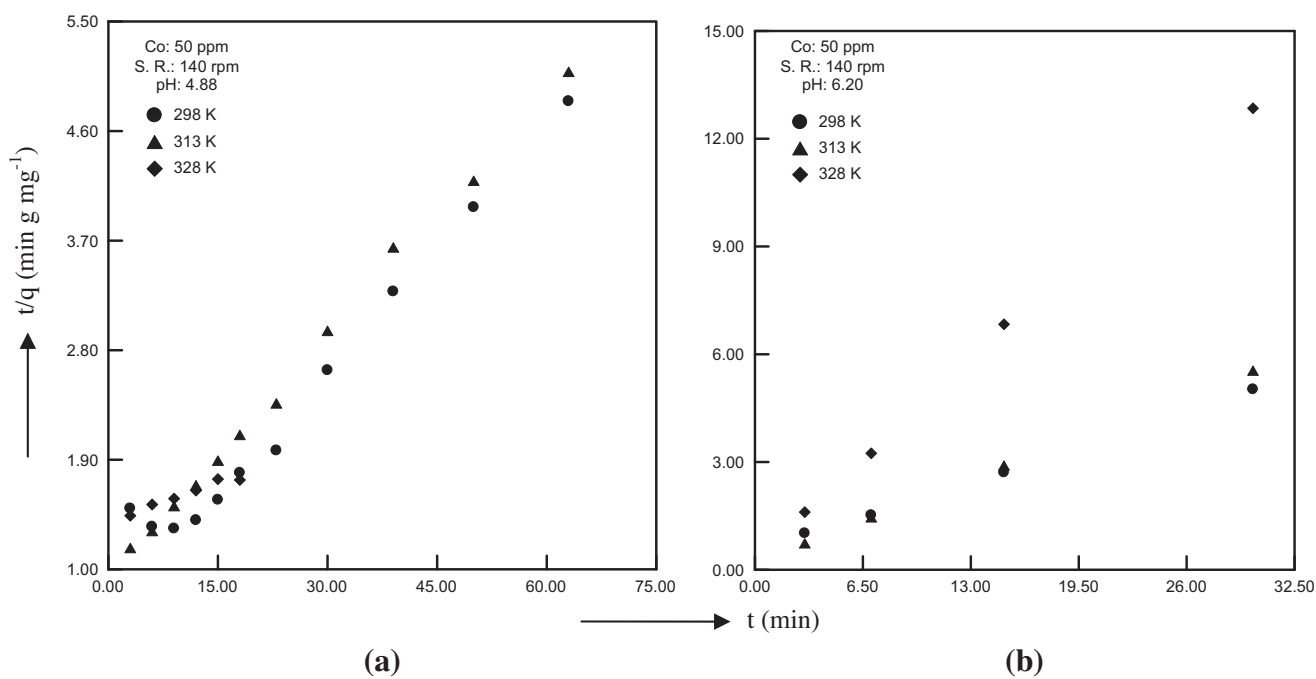 5.50
4.60
3.70
2.80
1.90
1.00
t/q (min g mg⁻¹)
Co: 50 ppm
S. R.: 140 rpm
pH: 4.88
298 K
313 K
328 K
0.00 15.00 30.00 45.00 60.00 75.00
(a)
15.00
12.00
9.00
6.00
3.00
0.00
Co: 50 ppm
S. R.: 140 rpm
pH: 6.20
298 K
313 K
328 K
0.00 6.50 13.00 19.50 26.00 32.50
t (min)
(b)